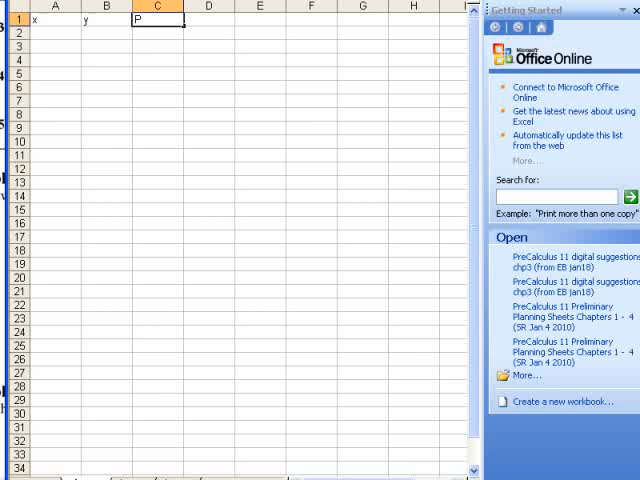 A B C D E F G H
1 x y P
2
3
4
5
6
7
8
9
10
11
12
13
14
15
16
17
18
19
20
21
22
23
24
25
26
27
28
29
30
31
32
33
34
Getting Started
Microsoft
Office Online
Connect to Microsoft Office
Online
Get the latest news about using
Excel
Automatically update this list
from the web
More...
Search for:
Example: "Print more than one copy"
Open
PreCalculus 11 digital suggestions
chp3 (from EB jan18)
PreCalculus 11 digital suggestions
chp3 (from EB jan18)
PreCalculus 11 Preliminary
Planning Sheets Chapters 1 - 4
(SR Jan 4 2010)
PreCalculus 11 Preliminary
Planning Sheets Chapters 1 - 4
(SR Jan 4 2010)
More...
Create a new workbook...